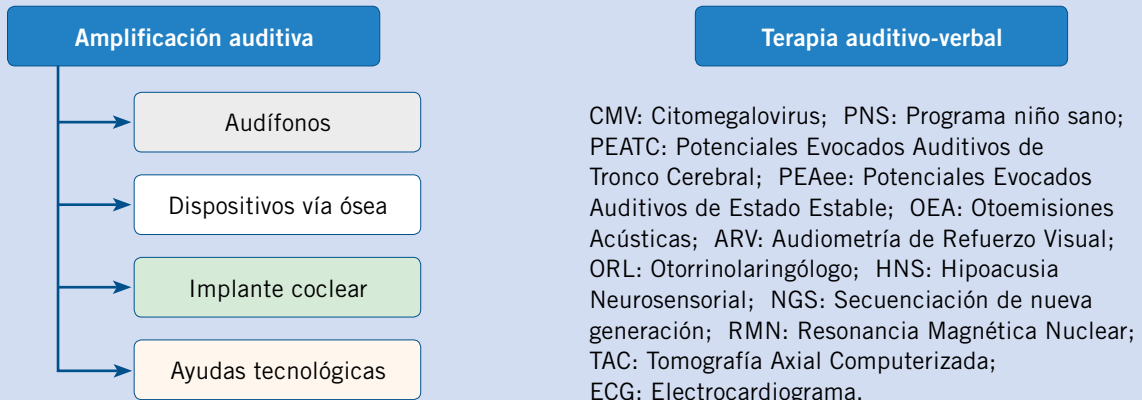 Amplificación auditiva
Audífonos
Dispositivos vía ósea
Implante coclear
Ayudas tecnológicas
Terapia auditivo-verbal
CMV: Citomegalovirus; PNS: Programa niño sano;
PEATC: Potenciales Evocados Auditivos de
Tronco Cerebral; PEAee: Potenciales Evocados
Auditivos de Estado Estable; OEA: Otoemisiones
Acústicas; ARV: Audiometría de Refuerzo Visual;
ORL: Otorrinolaringólogo; HNS: Hipoacusia
Neurosensorial; NGS: Secuenciación de nueva
generación; RMN: Resonancia Magnética Nuclear;
TAC: Tomografía Axial Computerizada;
ECG: Electrocardiograma.